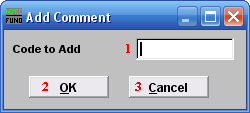 FUND
Add Comment
Code to Add 1
2 OK 3 Cancel